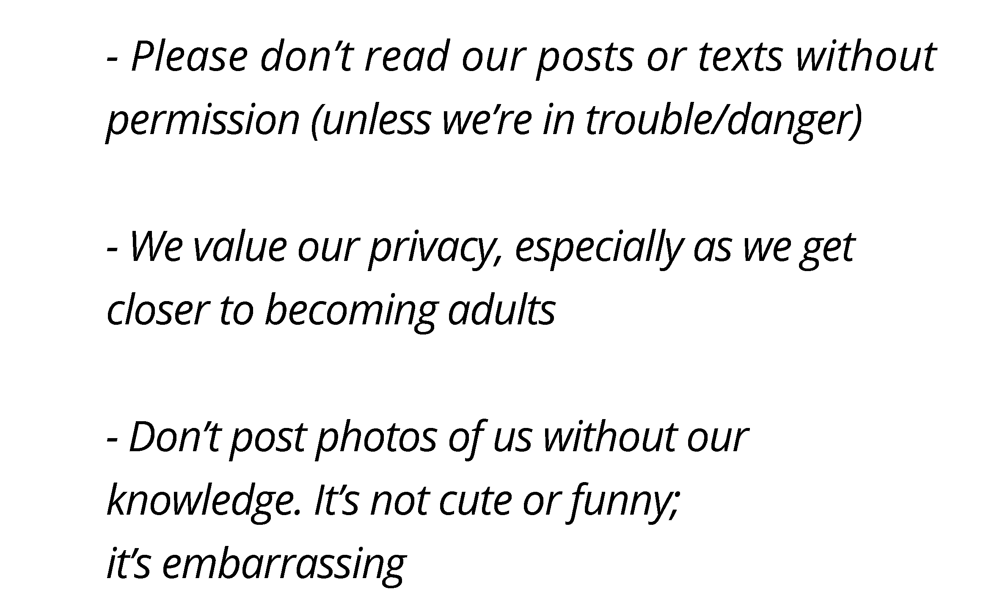 - Please don’t read our posts or texts without
permission (unless we’re in trouble/danger)
- We value our privacy, especially as we get
closer to becoming adults
- Don’t post photos of us without our
knowledge. It’s not cute or funny;
it’s embarrassing